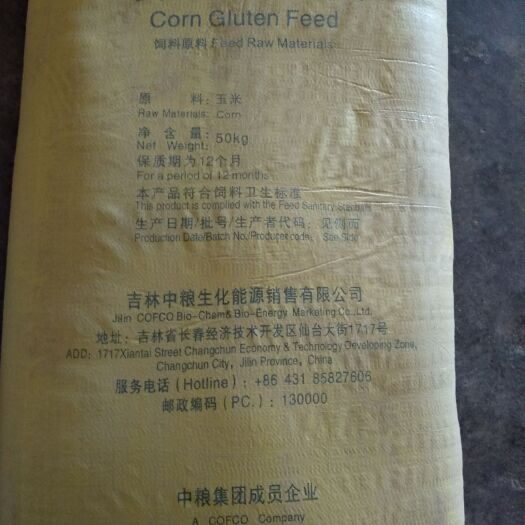 Corn Gluten Feed
饲料原料 Feed Raw Materials
原 料：玉米
Raw Materials: Corn
净 含 量：50kg
Net Weight:
保质期为12个月
For a period of 12 months
本产品符合饲料卫生标准
This product is complied with the Feed Sanitary Standard
生产日期/批号/生产者代码：见侧面
Production Date/Batch No./Producer code: See Side
吉林中粮生化能源销售有限公司
Jilin COFCO Bio-Chem& Bio-Energy Marketing Co.,Ltd.
地址：吉林省长春经济技术开发区仙台大街1717号
ADD: 1717Xiantai Street Changchun Economy & Technology Developing Zone,
Changchun City, Jilin Province, China
服务电话 (Hotline)：+86 431 85827606
邮政编码 (PC.)：130000
中粮集团成员企业
A COFCO Company